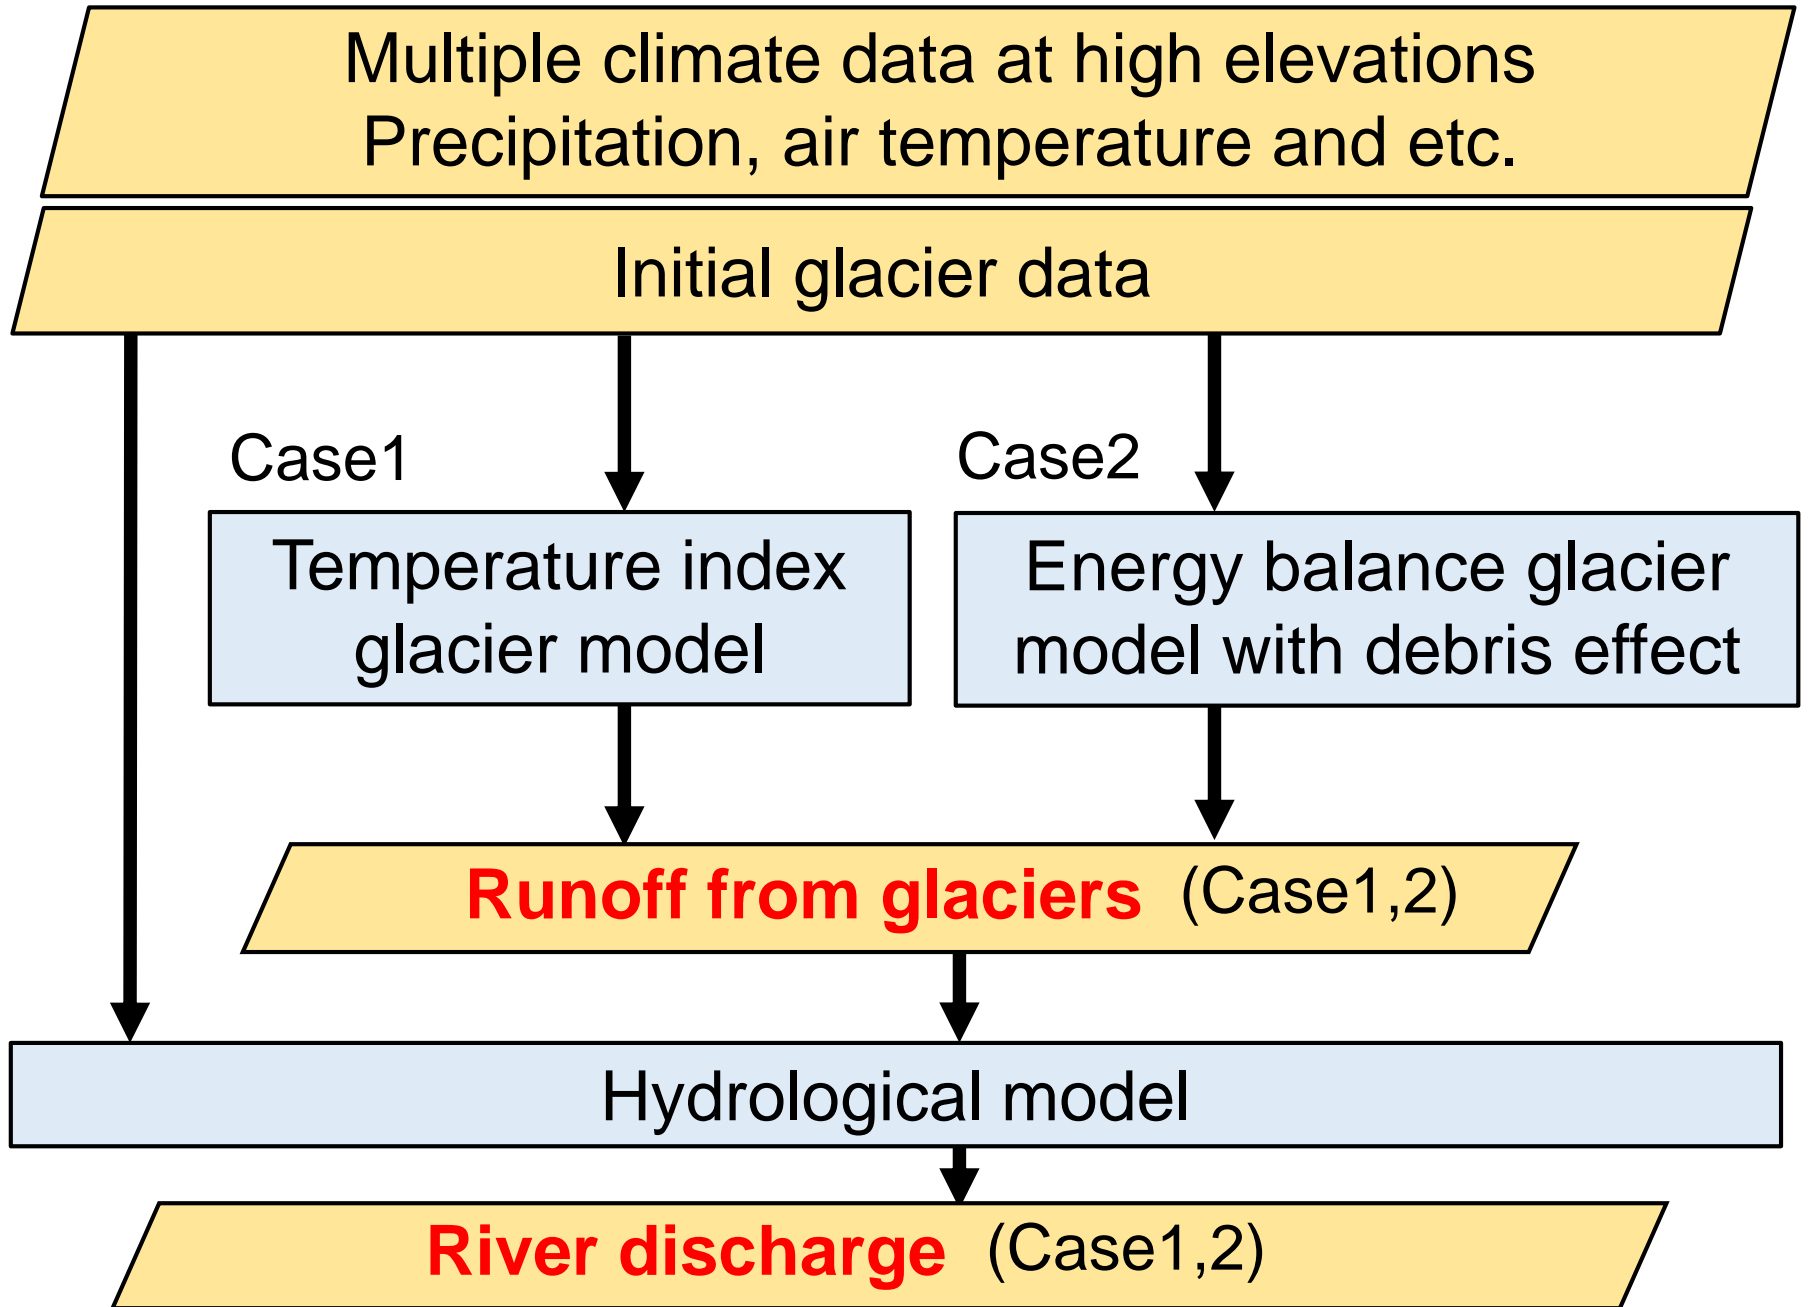 Multiple climate data at high elevations
Precipitation, air temperature and etc.
Initial glacier data
Case1
Case2
Temperature index
glacier model
Energy balance glacier
model with debris effect
Runoff from glaciers (Case1,2)
Hydrological model
River discharge (Case1,2)